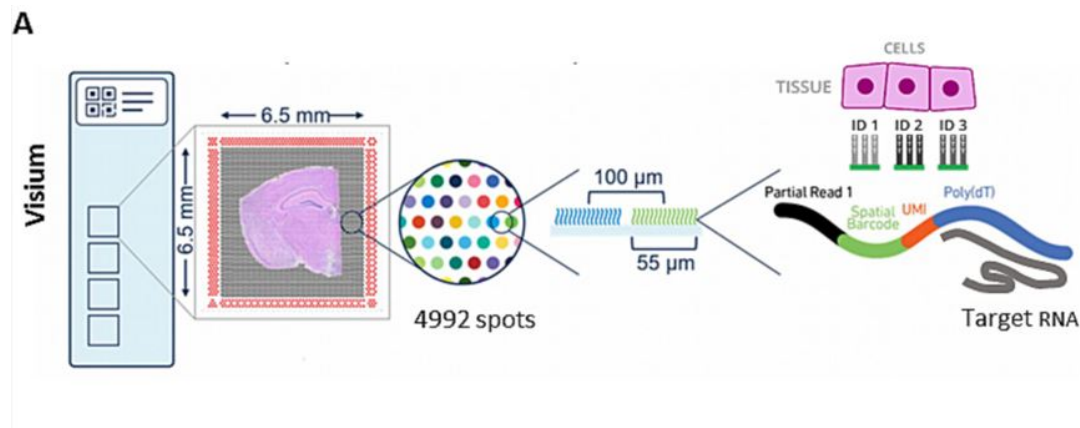 A
Visium
6.5 mm
6.5 mm
4992 spots
100 µm
55 µm
CELLS
TISSUE
ID 1 ID 2 ID 3
Partial Read 1
Spatial
Barcode
UMI
Poly(dT)
Target RNA